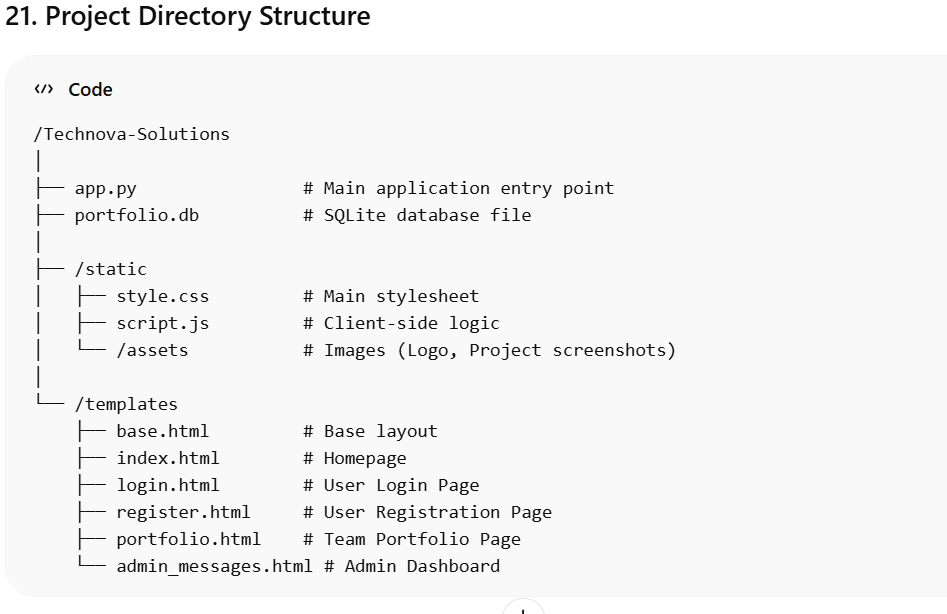 21. Project Directory Structure
</> Code
/Technova-Solutions
│
├── app.py                # Main application entry point
├── portfolio.db          # SQLite database file
│
├── /static
│   ├── style.css         # Main stylesheet
│   ├── script.js         # Client-side logic
│   └── /assets           # Images (Logo, Project screenshots)
│
└── /templates
    ├── base.html         # Base layout
    ├── index.html        # Homepage
    ├── login.html        # User Login Page
    ├── register.html     # User Registration Page
    ├── portfolio.html    # Team Portfolio Page
    └── admin_messages.html # Admin Dashboard